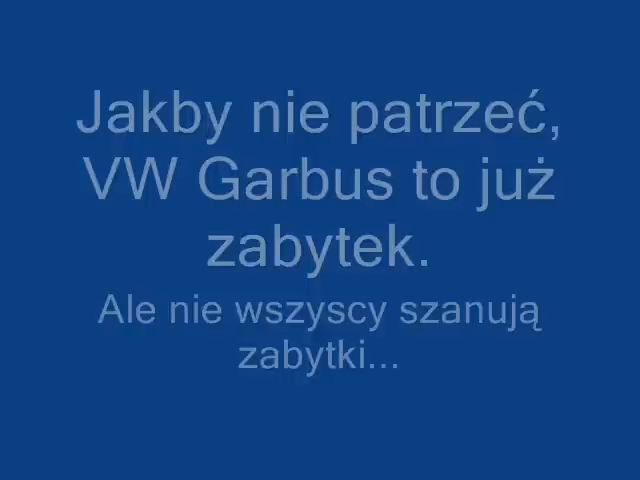 Jakby nie patrzeć,
VW Garbus to już
zabytek.
Ale nie wszyscy szanują
zabytki...